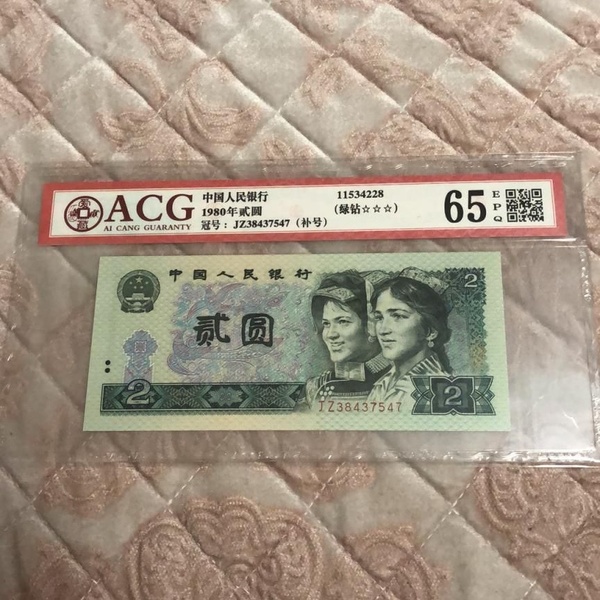 ACG
AI CANG GUARANTY
中国人民银行
1980年贰圆
冠号：JZ38437547（补号）
11534228
（绿钻☆☆☆）
65
EPQ
中国人民银行
2
贰圆
2
JZ38437547
2